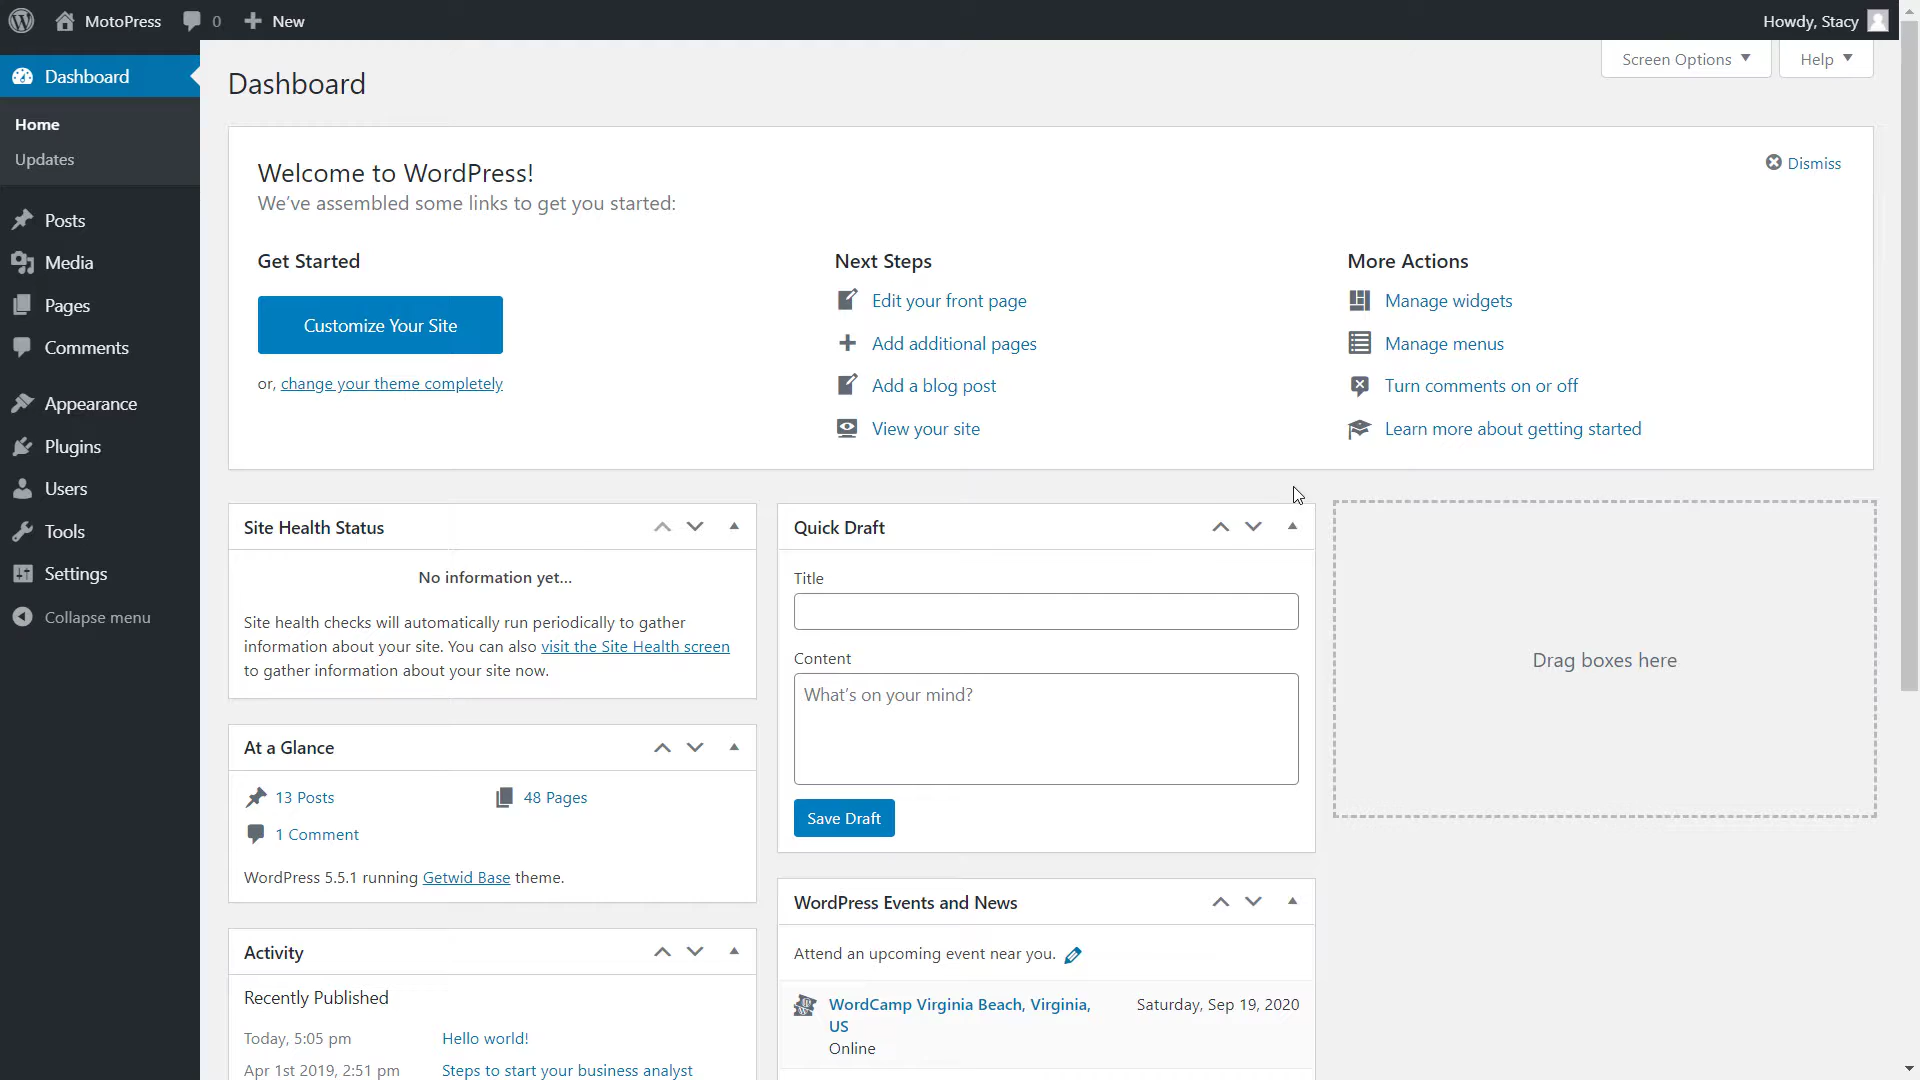 MotoPress
0
New
Howdy, Stacy
Screen Options
Help
Dashboard
Home
Updates
Posts
Media
Pages
Comments
Appearance
Plugins
Users
Tools
Settings
Collapse menu
Dashboard
Welcome to WordPress!
We've assembled some links to get you started:
Dismiss
Get Started
Customize Your Site
or, change your theme completely
Next Steps
Edit your front page
Add additional pages
Add a blog post
View your site
More Actions
Manage widgets
Manage menus
Turn comments on or off
Learn more about getting started
Site Health Status
No information yet...
Site health checks will automatically run periodically to gather
information about your site. You can also visit the Site Health screen
to gather information about your site now.
At a Glance
13 Posts
48 Pages
1 Comment
WordPress 5.5.1 running Getwid Base theme.
Activity
Recently Published
Today, 5:05 pm
Hello world!
Apr 1st 2019, 2:51 pm
Steps to start your business analyst
Quick Draft
Title
Content
What's on your mind?
Save Draft
WordPress Events and News
Attend an upcoming event near you.
WordCamp Virginia Beach, Virginia,
US
Online
Saturday, Sep 19, 2020
Drag boxes here